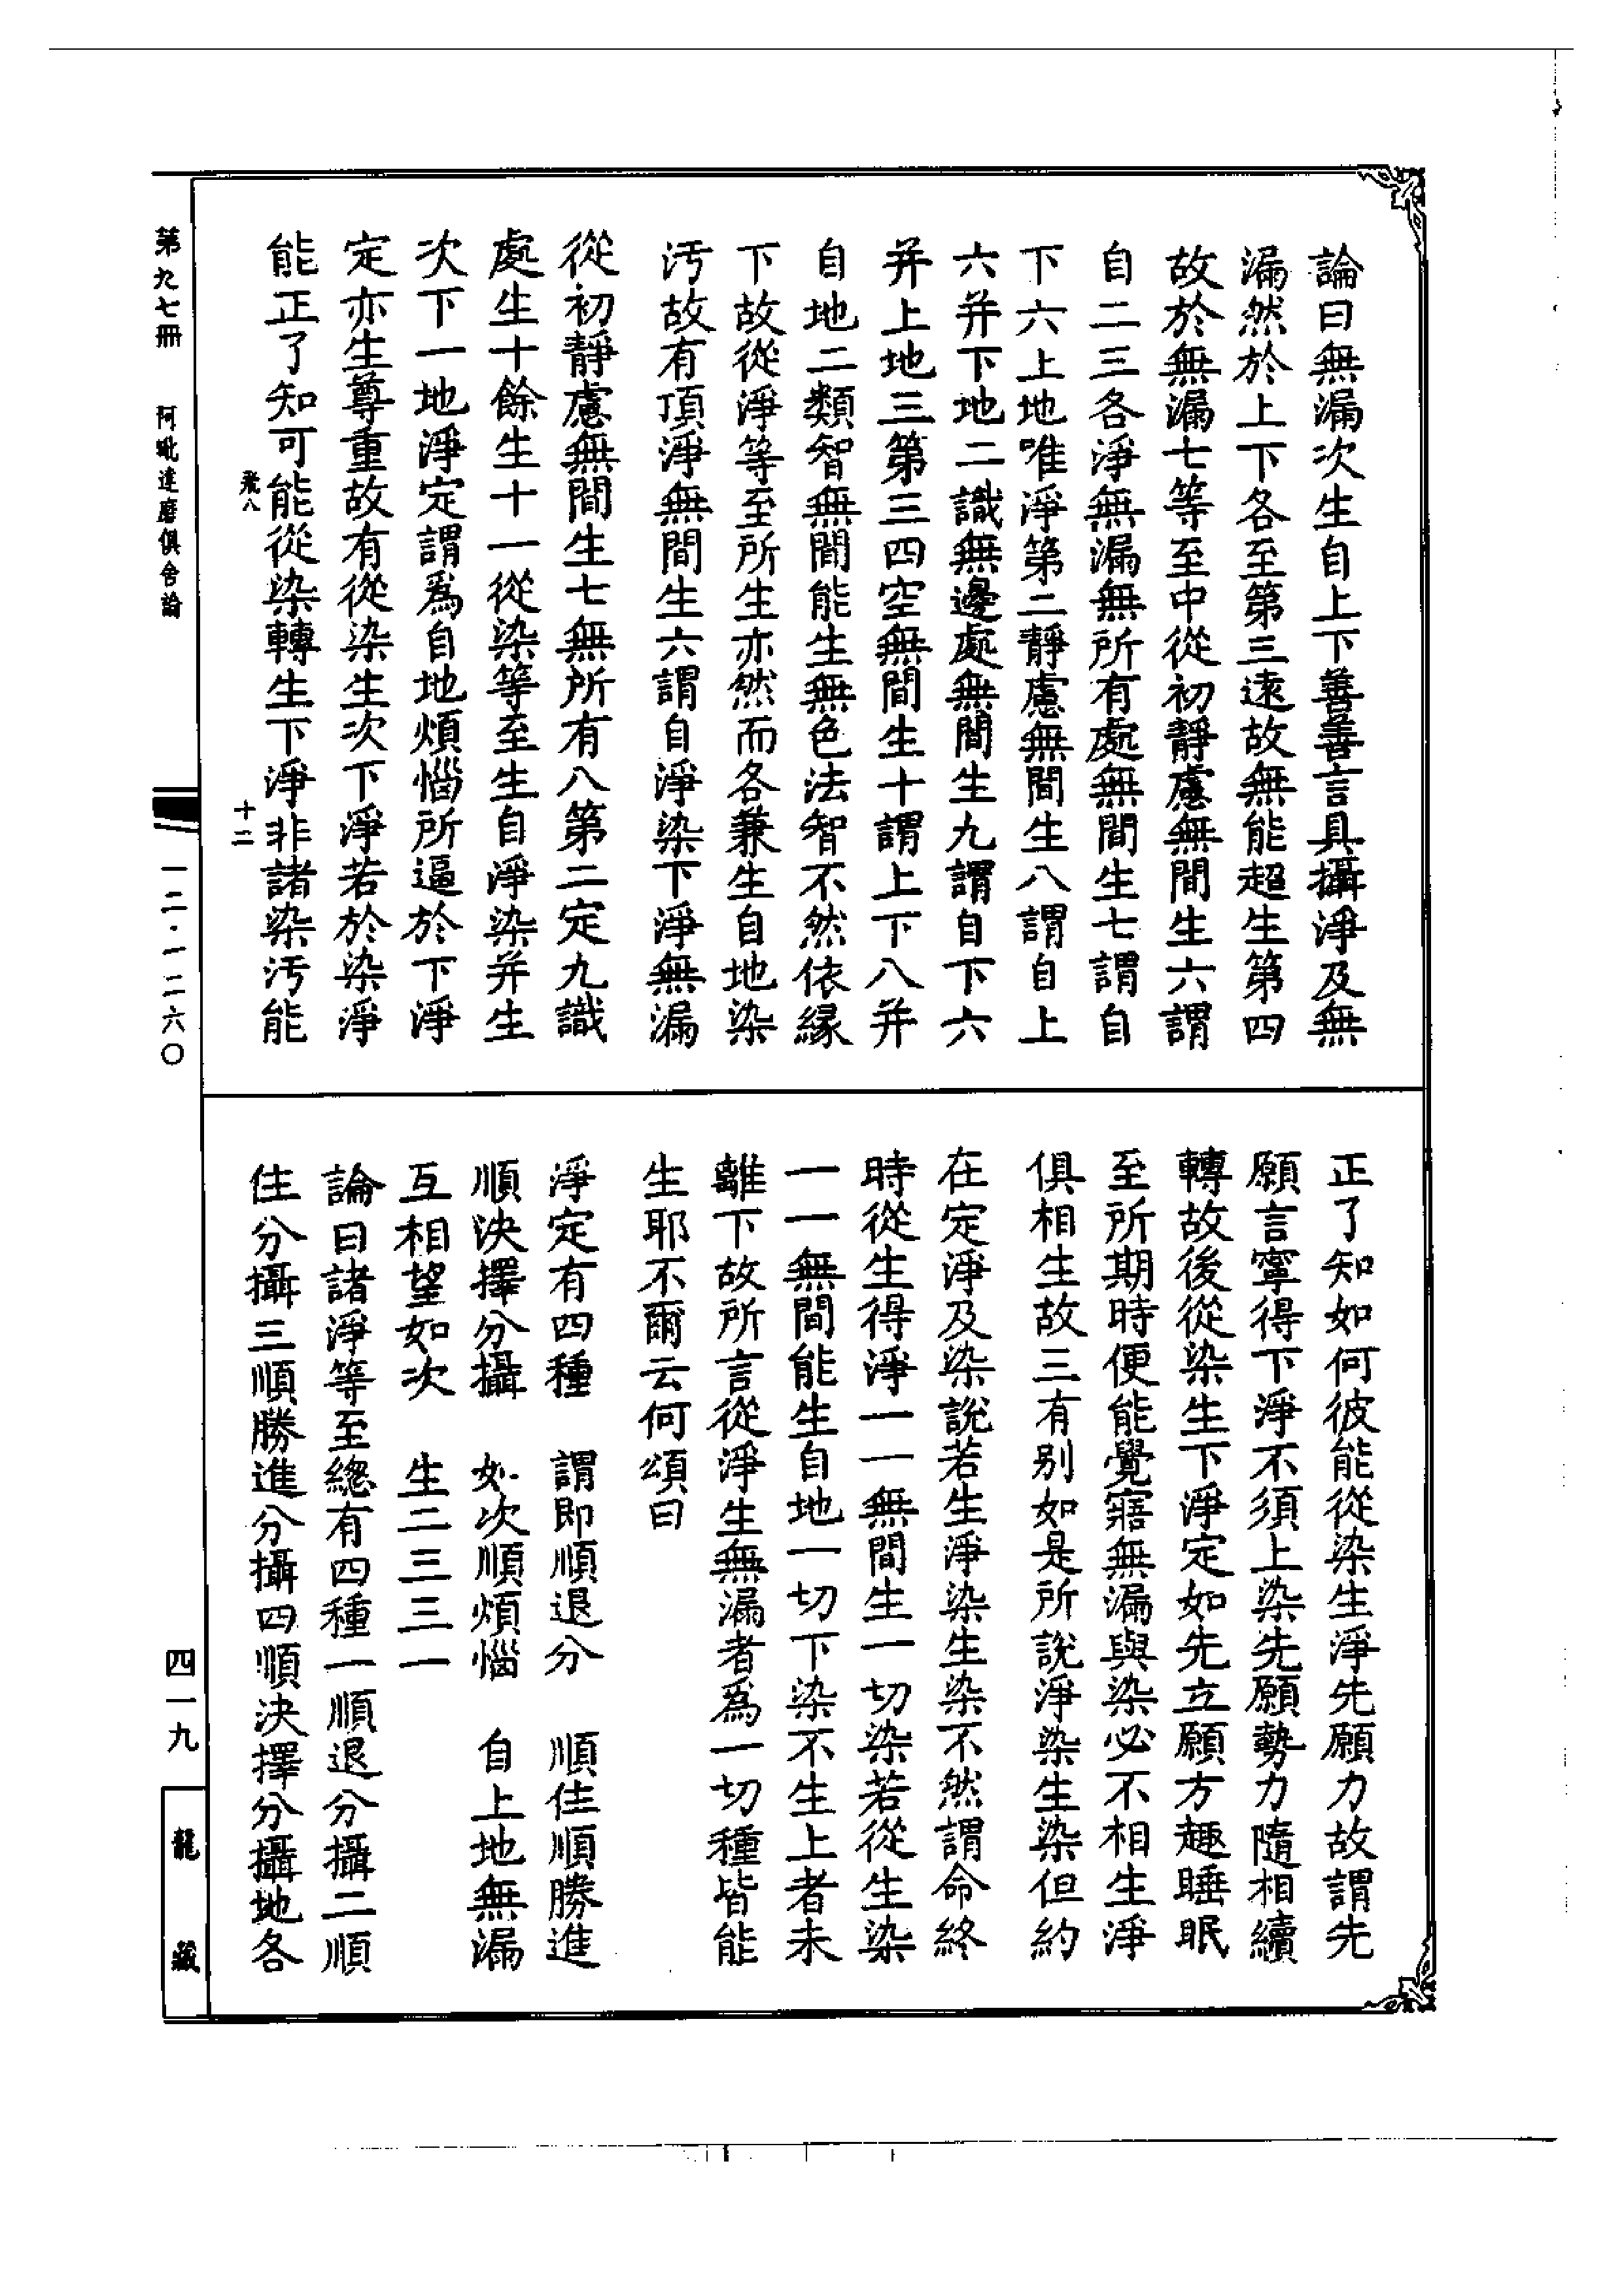 論曰無漏次生自上下善善言具攝淨及無
漏然於上下各至第三遠故無能超生第四
故於無漏七等至中從初靜慮無間生六謂
自二三各淨無漏無所有處無間生七謂自
下六上地唯淨第二靜慮無間生八謂自上
六并下地二識無邊處無間生九謂自下六
并上地三第三四空無間生十謂上下八并
自地二類智無間能生無色法智不然依緣
下故從淨等至所生亦然而各兼生自地染
汚故有頂淨無間生六謂自淨染下淨無漏
從初靜慮無間生七無所有八第二定九識
處生十餘生十一從染等至生自淨染并生
次下一地淨定謂爲自地煩惱所逼於下淨
定亦生尊重故有從染生次下淨若於染淨
能正了知可能從染轉生下淨非諸染汚能
飛八
十二
正了知如何彼能從染生淨先願力故謂先
願言寧得下淨不須上染先願勢力隨相續
轉故後從染生下淨定如先立願方趣睡眠
至所期時便能覺寤無漏與染必不相生淨
俱相生故三有别如是所說淨染生染但約
在定淨及染說若生淨染生染不然謂命終
時從生得淨一一無間生一切染若從生染
一一無間能生自地一切下染不生上者未
離下故所言從淨生無漏者爲一切種皆能
生耶不爾云何頌曰
淨定有四種　謂即順退分　順住順勝進
順決擇分攝　如次順煩惱　自上地無漏
互相望如次　生二三三一
論曰諸淨等至總有四種一順退分攝二順
住分攝三順勝進分攝四順決擇分攝地各
第九七冊　阿毗達磨俱舍論
一二·一二六〇
四一九
龍藏